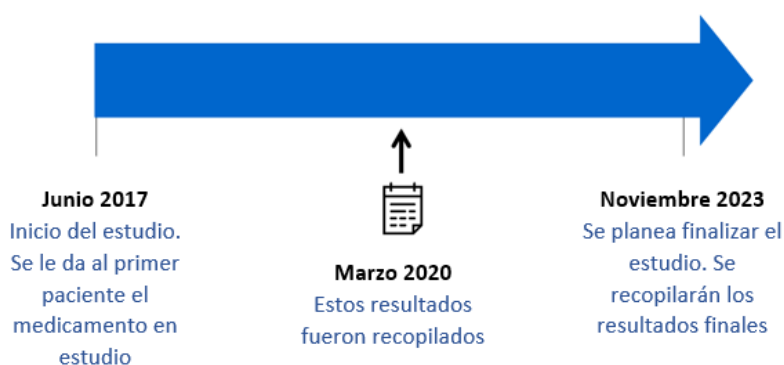 Junio 2017
Inicio del estudio.
Se le da al primer
paciente el
medicamento en
estudio
Marzo 2020
Estos resultados
fueron recopilados
Noviembre 2023
Se planea finalizar el
estudio. Se
recopilarán los
resultados finales